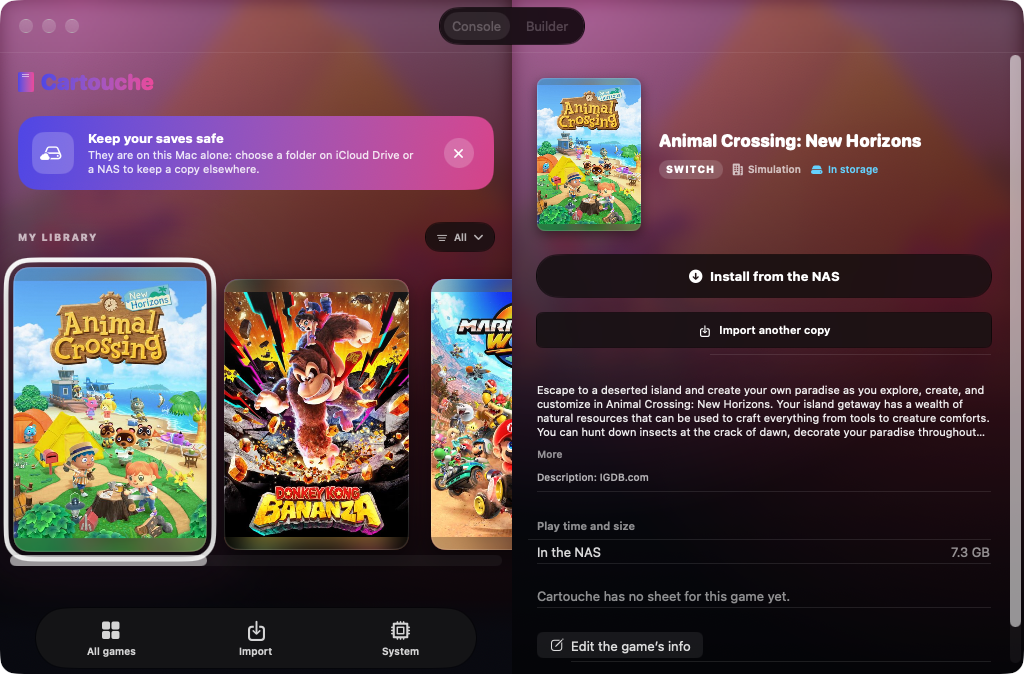 Console
Builder
Cartouche
Keep your saves safe
They are on this Mac alone: choose a folder on iCloud Drive or
a NAS to keep a copy elsewhere.
MY LIBRARY
All
New
Horizons
Animal
Crossing
DONKEY KONG
BANANZA
MARI
WO
All games
Import
System
New
Horizons
Animal
Crossing
Animal Crossing: New Horizons
SWITCH
Simulation
In storage
Install from the NAS
Import another copy
Escape to a deserted island and create your own paradise as you explore, create, and
customize in Animal Crossing: New Horizons. Your island getaway has a wealth of
natural resources that can be used to craft everything from tools to creature comforts.
You can hunt down insects at the crack of dawn, decorate your paradise throughout...
More
Description: IGDB.com
Play time and size
In the NAS 7.3 GB
Cartouche has no sheet for this game yet.
Edit the game's info